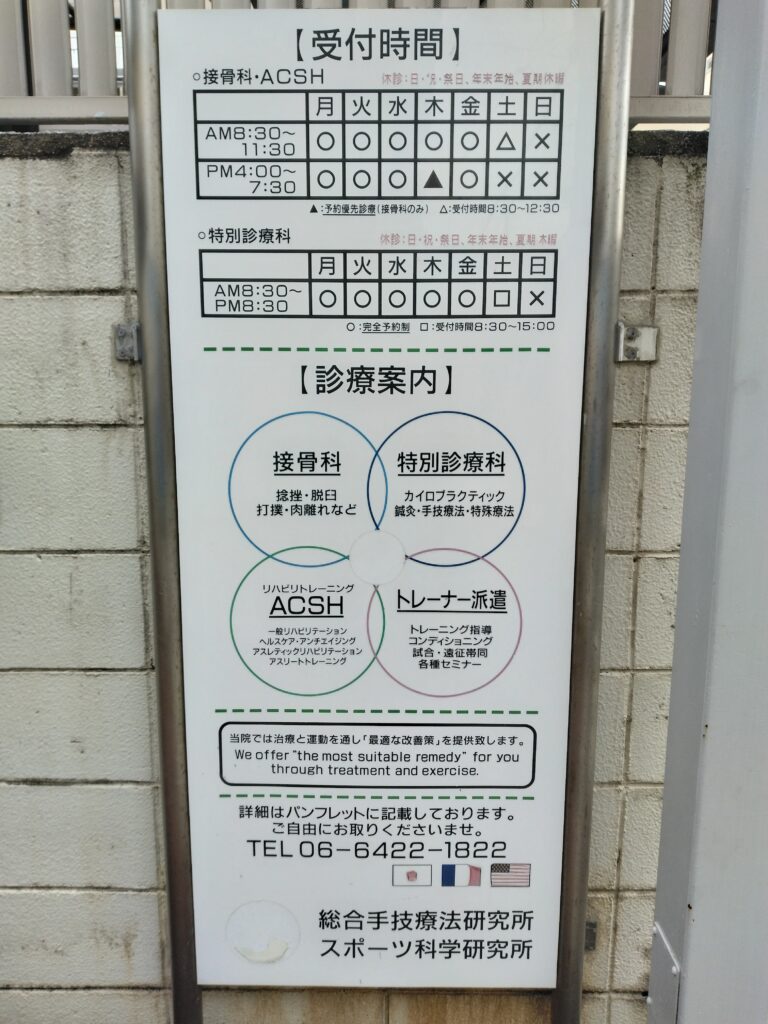 【受付時間】
○接骨科・ACSH 休診：日・祝・祭日、年末年始、夏期休暇
月 火 水 木 金 土 日
AM8:30〜11:30 ○ ○ ○ ○ ○ △ ×
PM4:00〜7:30 ○ ○ ○ ▲ ○ × ×
▲：予約優先診療(接骨科のみ) △：受付時間8:30〜12:30
○特別診療科 休診：日・祝・祭日、年末年始、夏期
月 火 水 木 金 土 日
AM8:30〜PM8:30 ○ ○ ○ ○ ○ □ ×
○：完全予約制 □：受付時間8:30〜15:00
【診療案内】
接骨科
捻挫・脱臼
打撲・肉離れなど
特別診療科
カイロプラクティック
鍼灸・手技療法・特殊療法
リハビリトレーニング
ACSH
一般リハビリテーション
ヘルスケア・アンチエイジング
アスレティックリハビリテーション
アスリートトレーニング
トレーナー派遣
トレーニング指導
コンディショニング
試合・遠征帯同
各種セミナー
当院では治療と運動を通し「最適な改善策」を提供致します。
We offer "the most suitable remedy" for you
through treatment and exercise.
詳細はパンフレットに記載しております。
ご自由にお取りくださいませ。
TEL 06-6422-1822
総合手技療法研究所
スポーツ科学研究所